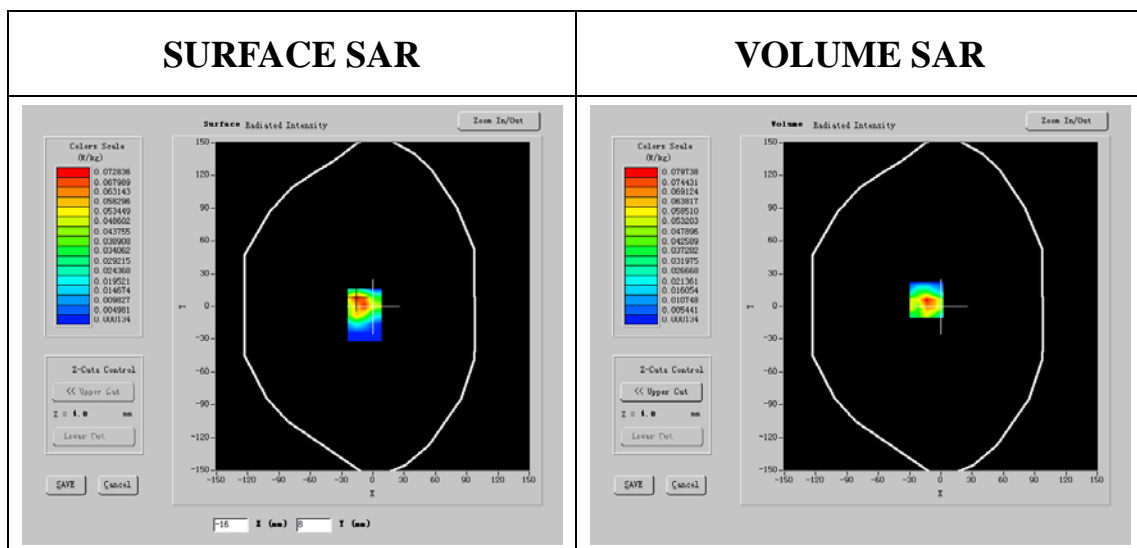 SURFACE SAR
VOLUME SAR
Surface Radiated Intensity
Zoom In/Out
Colors Scale
(W/kg)
0.072836
0.067989
0.063143
0.058296
0.053449
0.048602
0.043755
0.038908
0.034062
0.029215
0.024368
0.019521
0.014674
0.009827
0.004981
0.000134
150
120
90
60
30
0
-30
-60
-90
-120
-150
Y
-150 -120 -90 -60 -30 0 30 60 90 120 150
X
Z-Cuts Control
<< Upper Cut
Z = 4.0 mm
Lower Cut
SAVE Cancel
-16 X (mm) 8 Y (mm)
Volume Radiated Intensity
Zoom In/Out
Colors Scale
(W/kg)
0.079738
0.074431
0.069124
0.063817
0.058510
0.053203
0.047896
0.042589
0.037282
0.031975
0.026668
0.021361
0.016054
0.010748
0.005441
0.000134
150
120
90
60
30
0
-30
-60
-90
-120
-150
Y
-150 -120 -90 -60 -30 0 30 60 90 120 150
X
Z-Cuts Control
<< Upper Cut
Z = 4.0 mm
Lower Cut
SAVE Cancel